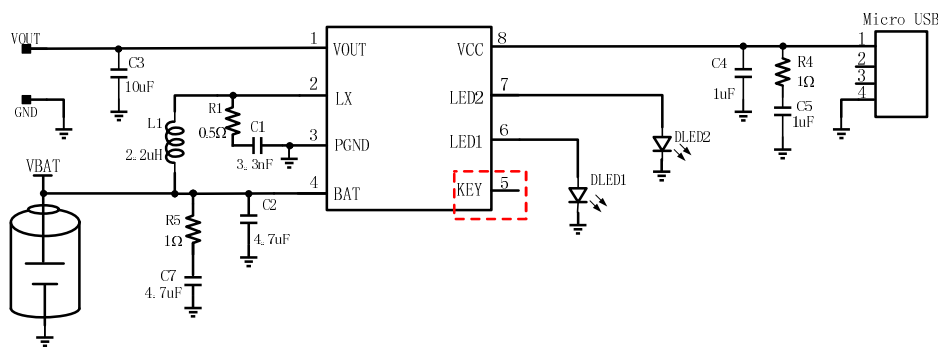 Micro USB
VOUT
1
VOUT
VCC
8
1
C3
10uF
C4
1uF
R4
1Ω
2
3
4
2
LX
LED2
7
GND
R1
0.5Ω
C1
3.3nF
C5
1uF
L1
2.2uH
3
PGND
LED1
6
DLED2
VBAT
4
BAT
KEY
5
DLED1
R5
1Ω
C2
4.7uF
C7
4.7uF